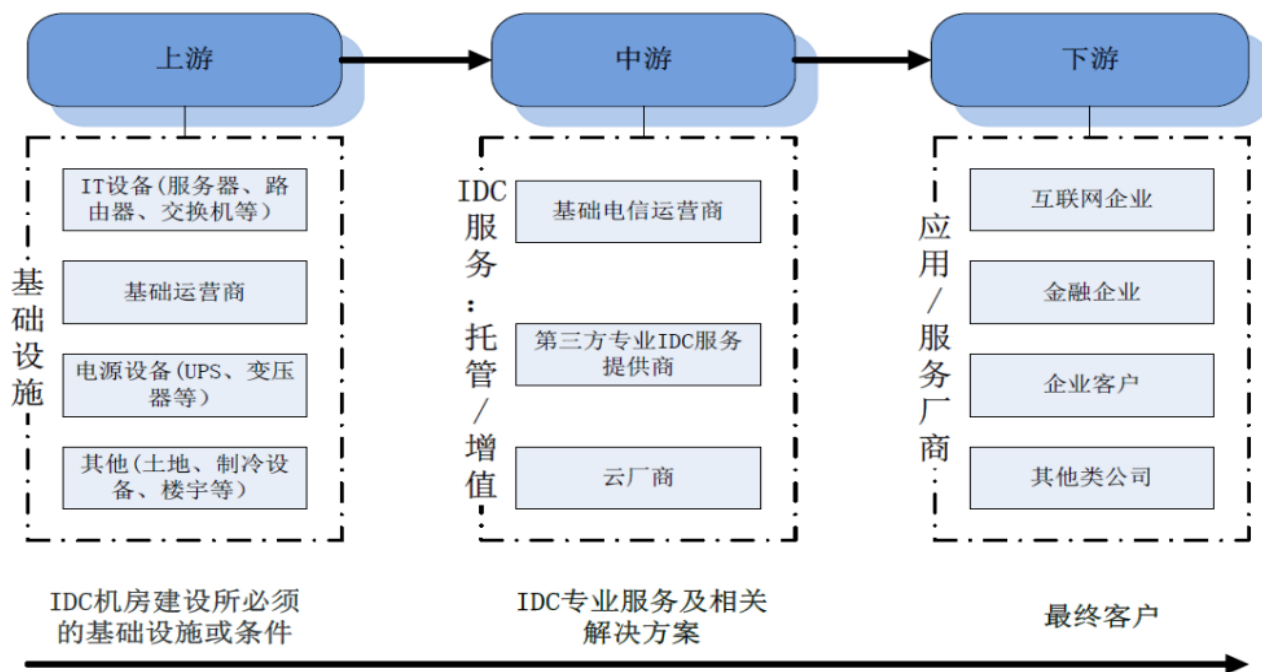 上游
中游
下游
基础设施
IT设备(服务器、路
由器、交换机等)
基础运营商
电源设备(UPS、变压
器等)
其他(土地、制冷设
备、楼宇等)
IDC服务:托管/增值
基础电信运营商
第三方专业IDC服务
提供商
云厂商
应用/服务厂商
互联网企业
金融企业
企业客户
其他类公司
IDC机房建设所必须
的基础设施或条件
IDC专业服务及相关
解决方案
最终客户